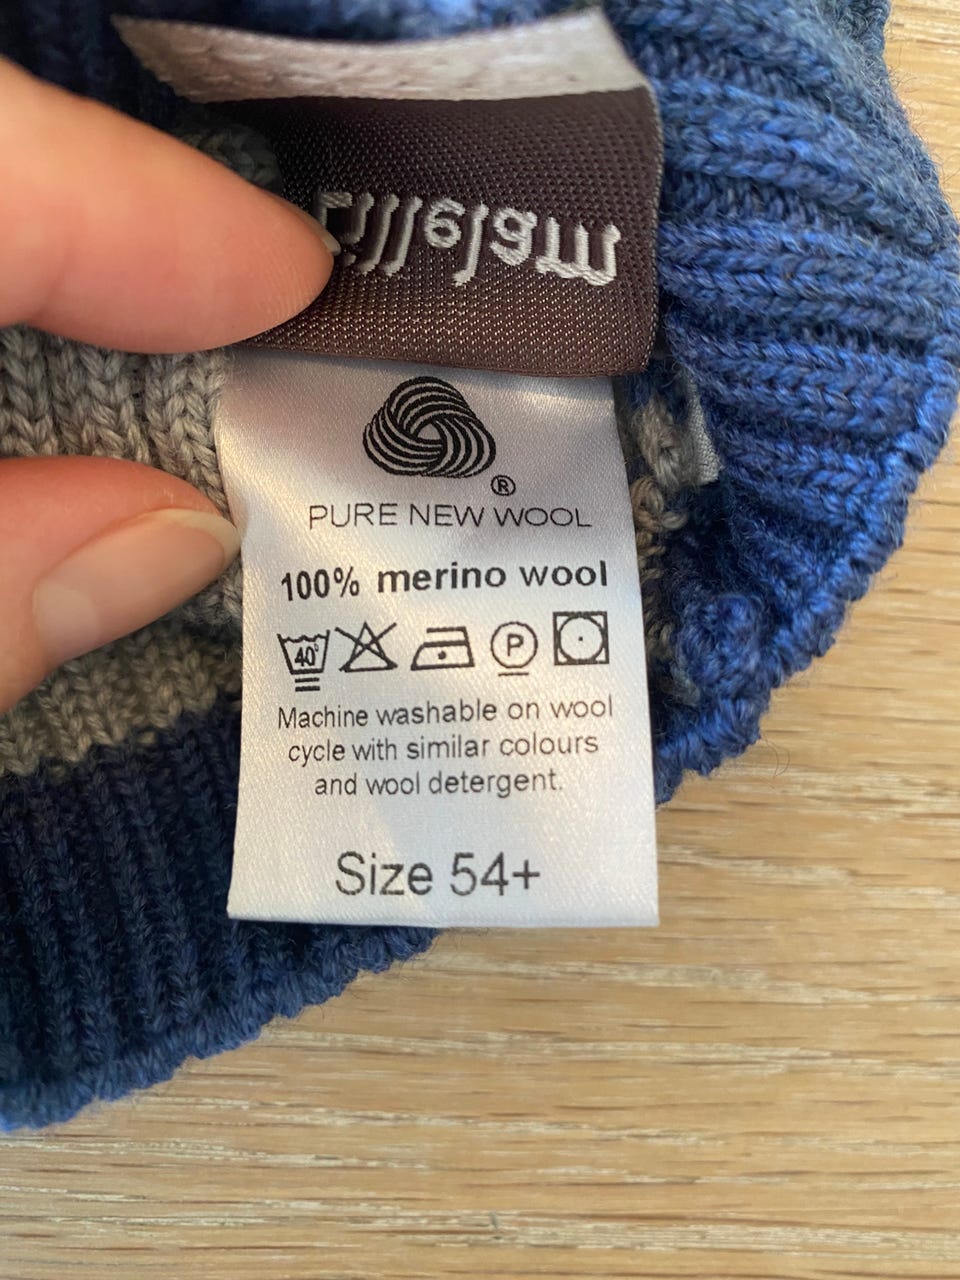 ®
PURE NEW WOOL
100% merino wool
40° P
Machine washable on wool
cycle with similar colours
and wool detergent.
Size 54+